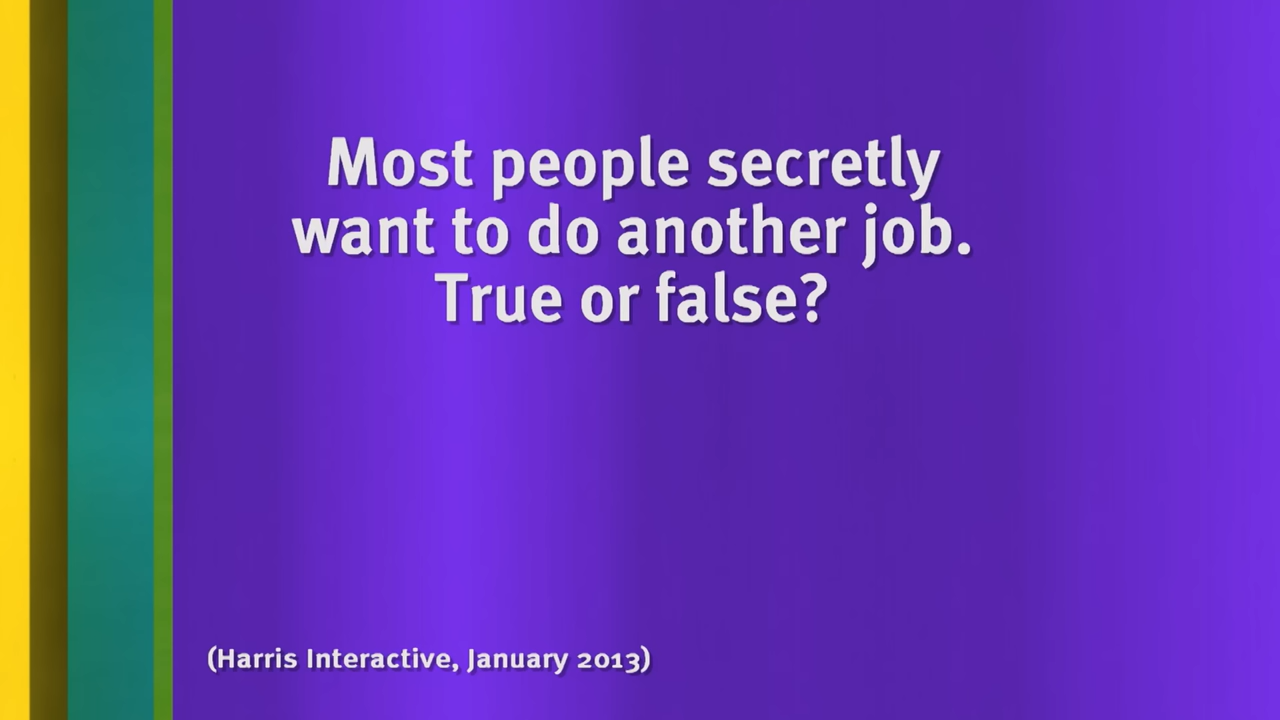 Most people secretly
want to do another job.
True or false?
(Harris Interactive, January 2013)